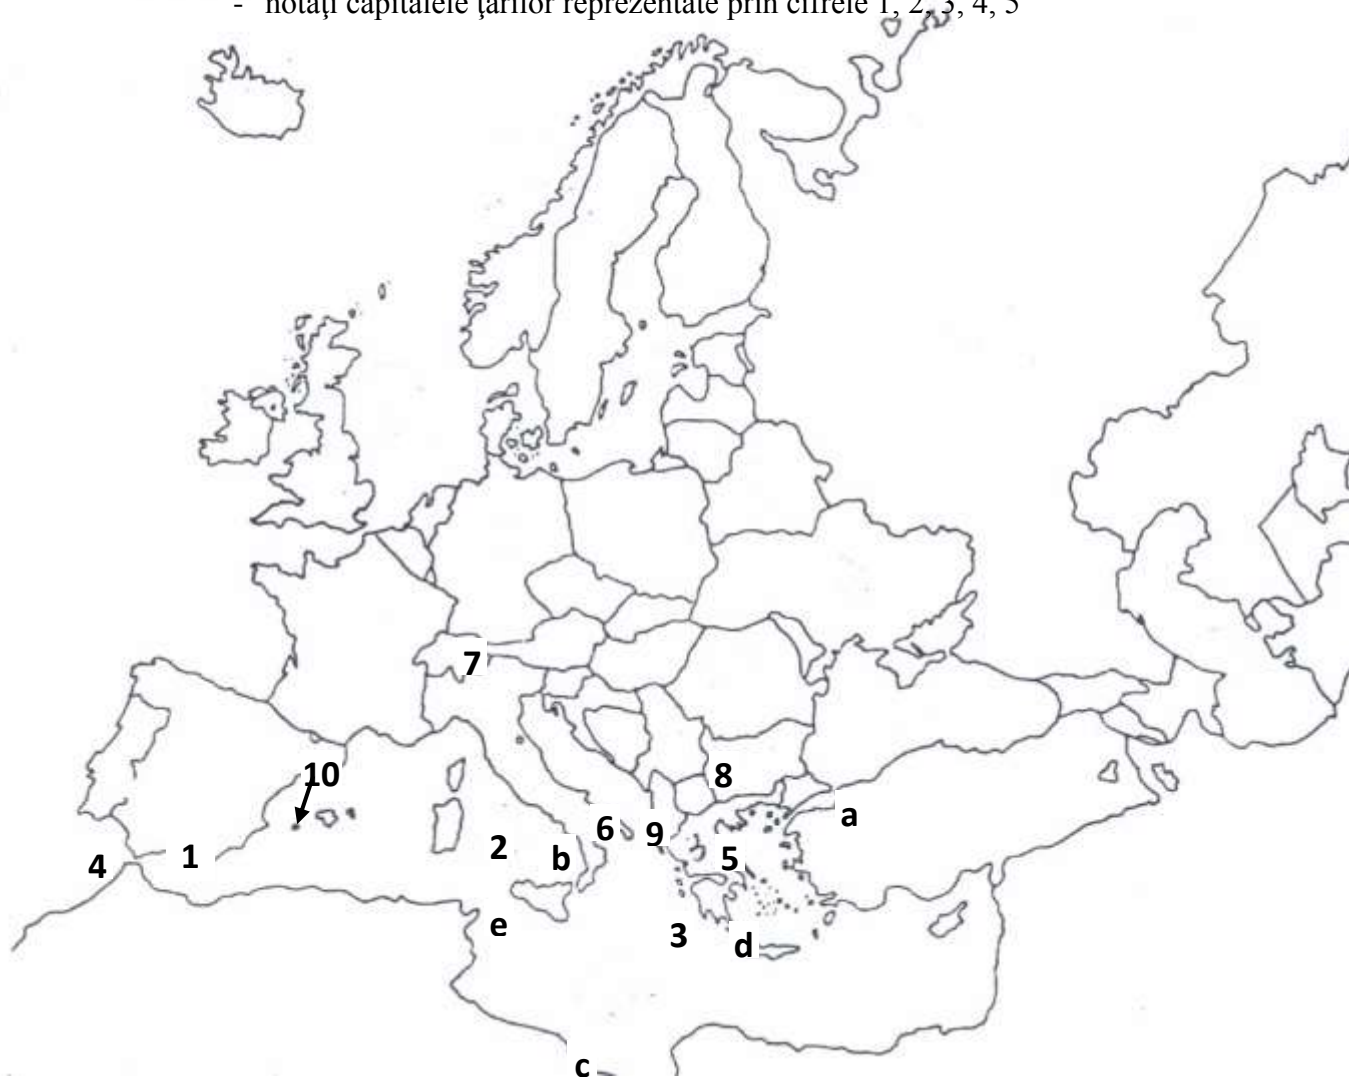 - notaţi capitalele ţărilor reprezentate prin cifrele 1, 2, 3, 4, 5
7
10
8
a
6
9
2
b
5
4
1
e
3
d
c